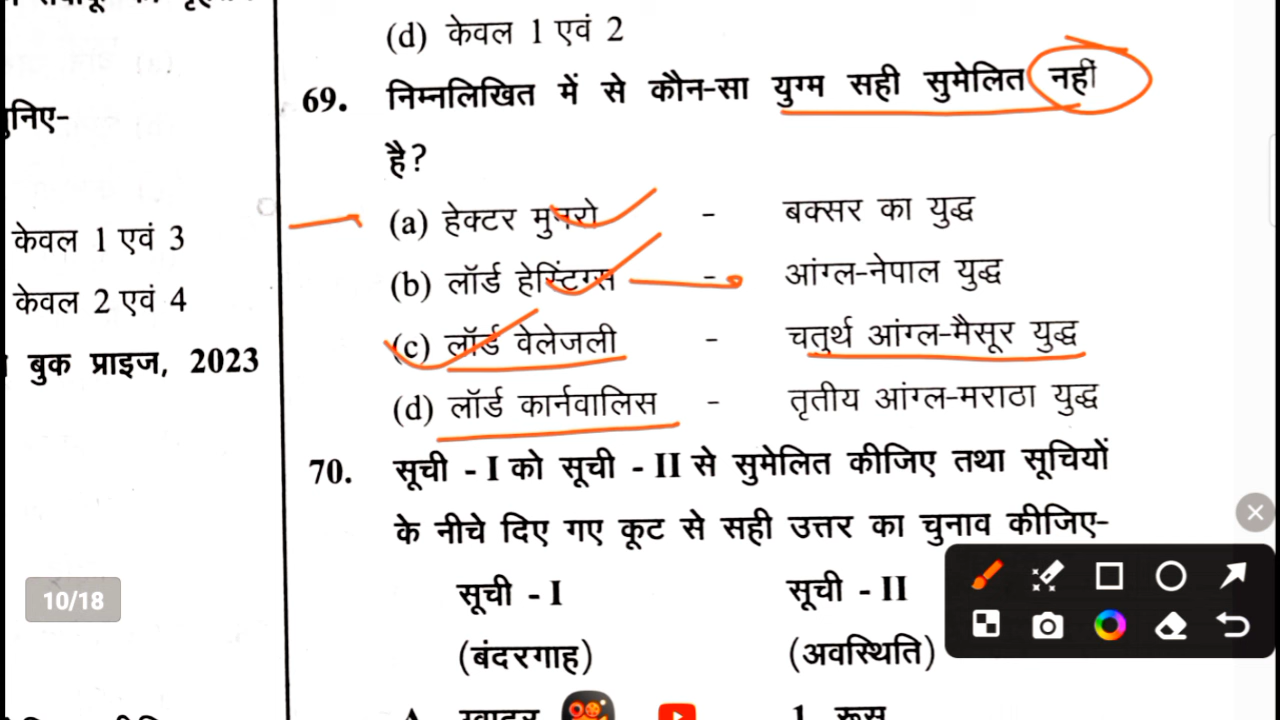 ुनिए-
केवल 1 एवं 3
केवल 2 एवं 4
बुक प्राइज, 2023
(d) केवल 1 एवं 2
69. निम्नलिखित में से कौन-सा युग्म सही सुमेलित नहीं
है?
(a) हेक्टर मुनरो - बक्सर का युद्ध
(b) लॉर्ड हेस्टिंग्स - आंग्ल-नेपाल युद्ध
(c) लॉर्ड वेलेजली - चतुर्थ आंग्ल-मैसूर युद्ध
(d) लॉर्ड कार्नवालिस - तृतीय आंग्ल-मराठा युद्ध
70. सूची - I को सूची - II से सुमेलित कीजिए तथा सूचियों
के नीचे दिए गए कूट से सही उत्तर का चुनाव कीजिए-
सूची - I सूची - II
(बंदरगाह) (अवस्थिति)
A ग्वादर 1. रूस
10/18